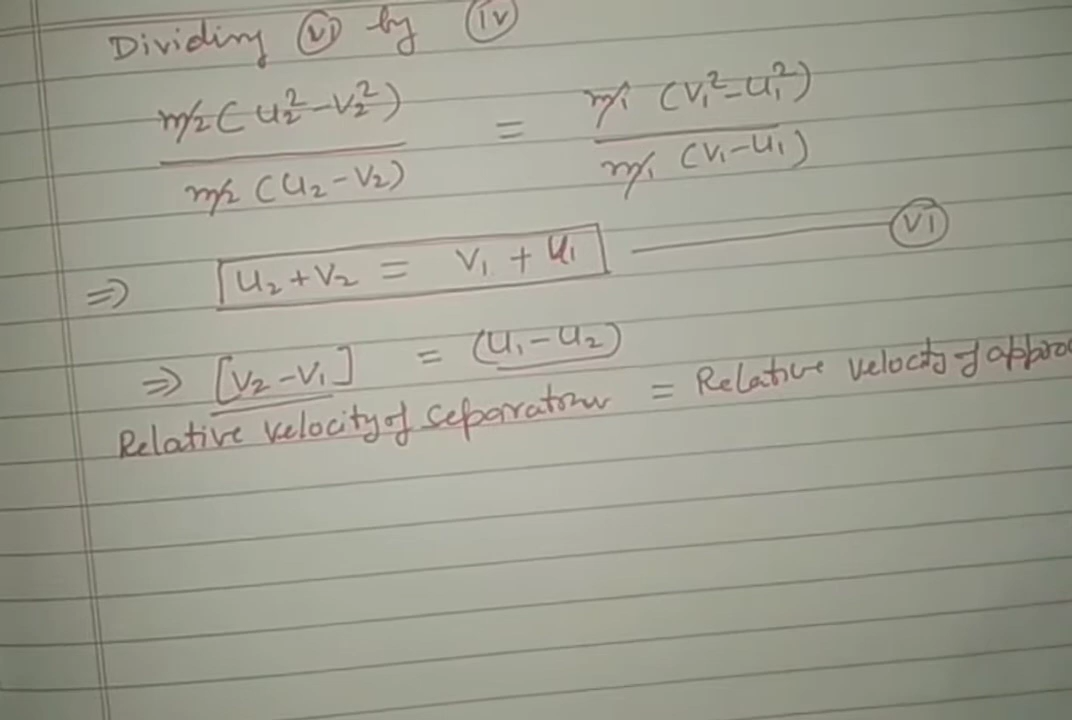 Dividing (vi) by (iv)
m2(u2²-v2²) / m2(u2-v2) = m1(v1²-u1²) / m1(v1-u1)
⇒ u2+v2 = v1+u1 — (vi)
⇒ [v2-v1] = (u1-u2)
Relative velocity of separation = Relative velocity of approa